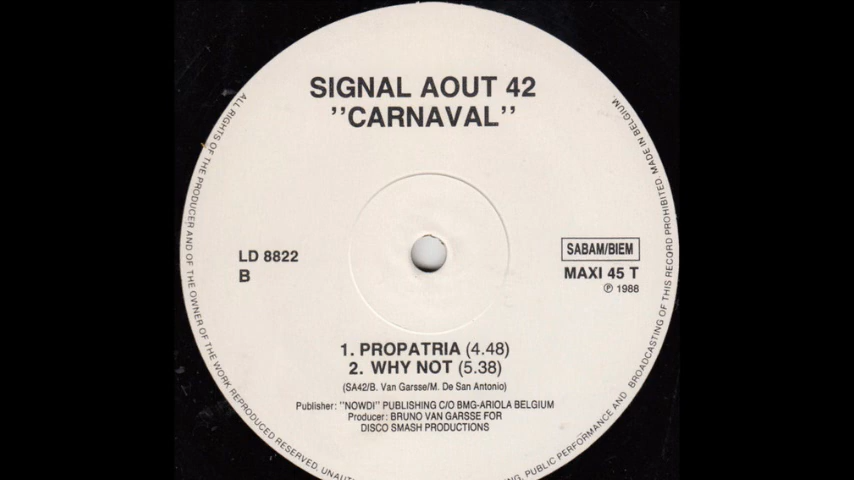 SIGNAL AOUT 42
"CARNAVAL"
LD 8822
B
SABAM/BIEM
MAXI 45 T
℗ 1988
1. PROPATRIA (4.48)
2. WHY NOT (5.38)
(SA42/B. Van Garsse/M. De San Antonio)
Publisher: "NOWDI" PUBLISHING C/O BMG-ARIOLA BELGIUM
Producer: BRUNO VAN GARSSE FOR
DISCO SMASH PRODUCTIONS
ALL RIGHTS OF THE PRODUCER AND OF THE OWNER OF THE WORK REPRODUCED RESERVED. PUBLIC PERFORMANCE AND BROADCASTING OF THIS RECORD PROHIBITED. MADE IN BELGIUM.